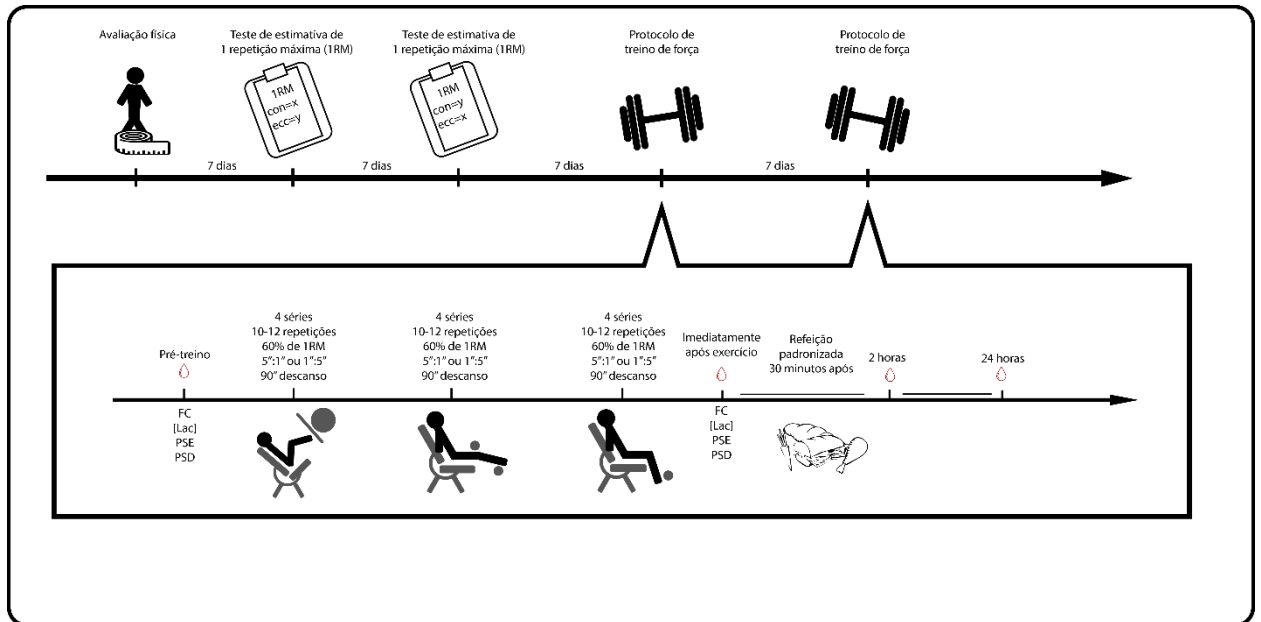 Avaliação física
Teste de estimativa de
1 repetição máxima (1RM)
Teste de estimativa de
1 repetição máxima (1RM)
Protocolo de
treino de força
Protocolo de
treino de força
1RM
con=x
ecc=y
1RM
con=y
ecc=x
7 dias
7 dias
7 dias
7 dias
Pré-treino
4 séries
10-12 repetições
60% de 1RM
5":1" ou 1":5"
90" descanso
4 séries
10-12 repetições
60% de 1RM
5":1" ou 1":5"
90" descanso
4 séries
10-12 repetições
60% de 1RM
5":1" ou 1":5"
90" descanso
Imediatamente
após exercício
Refeição
padronizada
30 minutos após
2 horas
24 horas
FC
[Lac]
PSE
PSD
FC
[Lac]
PSE
PSD